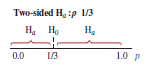 Two-sided Hₐ: p 1/3
Hₐ H₀ Hₐ
0.0 1/3 1.0 p